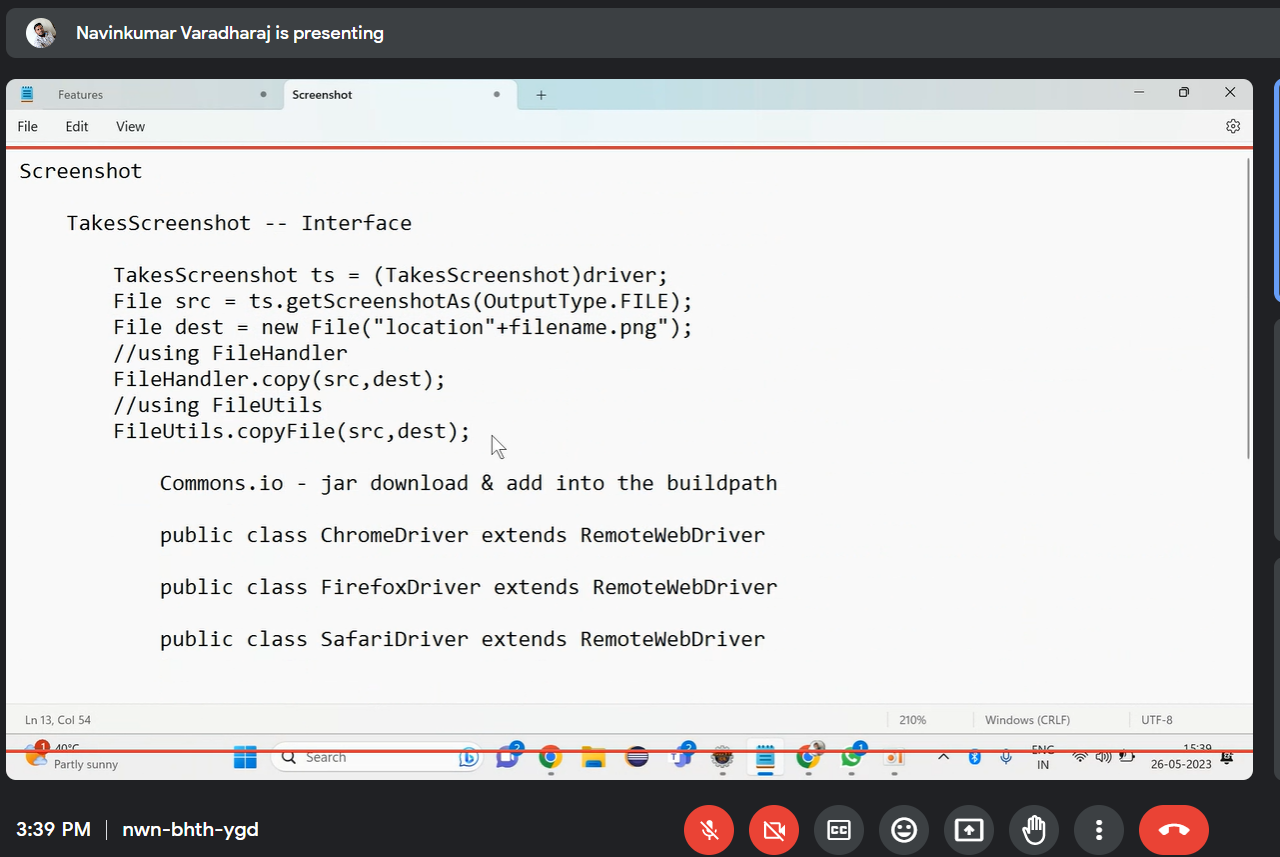 Navinkumar Varadharaj is presenting
Features
Screenshot
File Edit View
Screenshot
TakesScreenshot -- Interface
TakesScreenshot ts = (TakesScreenshot)driver;
File src = ts.getScreenshotAs(OutputType.FILE);
File dest = new File("location"+filename.png");
//using FileHandler
FileHandler.copy(src,dest);
//using FileUtils
FileUtils.copyFile(src,dest);
Commons.io - jar download & add into the buildpath
public class ChromeDriver extends RemoteWebDriver
public class FirefoxDriver extends RemoteWebDriver
public class SafariDriver extends RemoteWebDriver
Ln 13, Col 54 210% Windows (CRLF) UTF-8
1 40°C
Partly sunny
Search
2
2
1
ENG
IN
15:39
26-05-2023
3:39 PM | nwn-bhth-ygd
CC